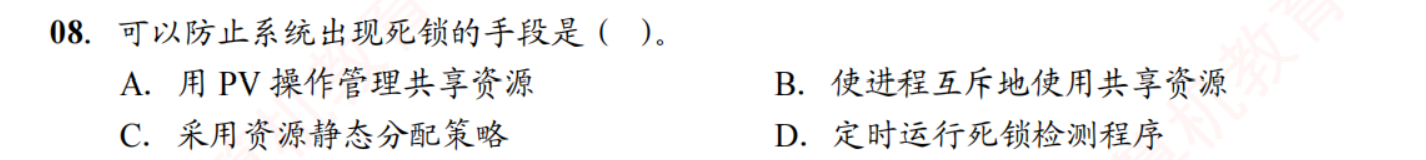 08. 可以防止系统出现死锁的手段是（ ）。
A. 用 PV 操作管理共享资源 B. 使进程互斥地使用共享资源
C. 采用资源静态分配策略 D. 定时运行死锁检测程序